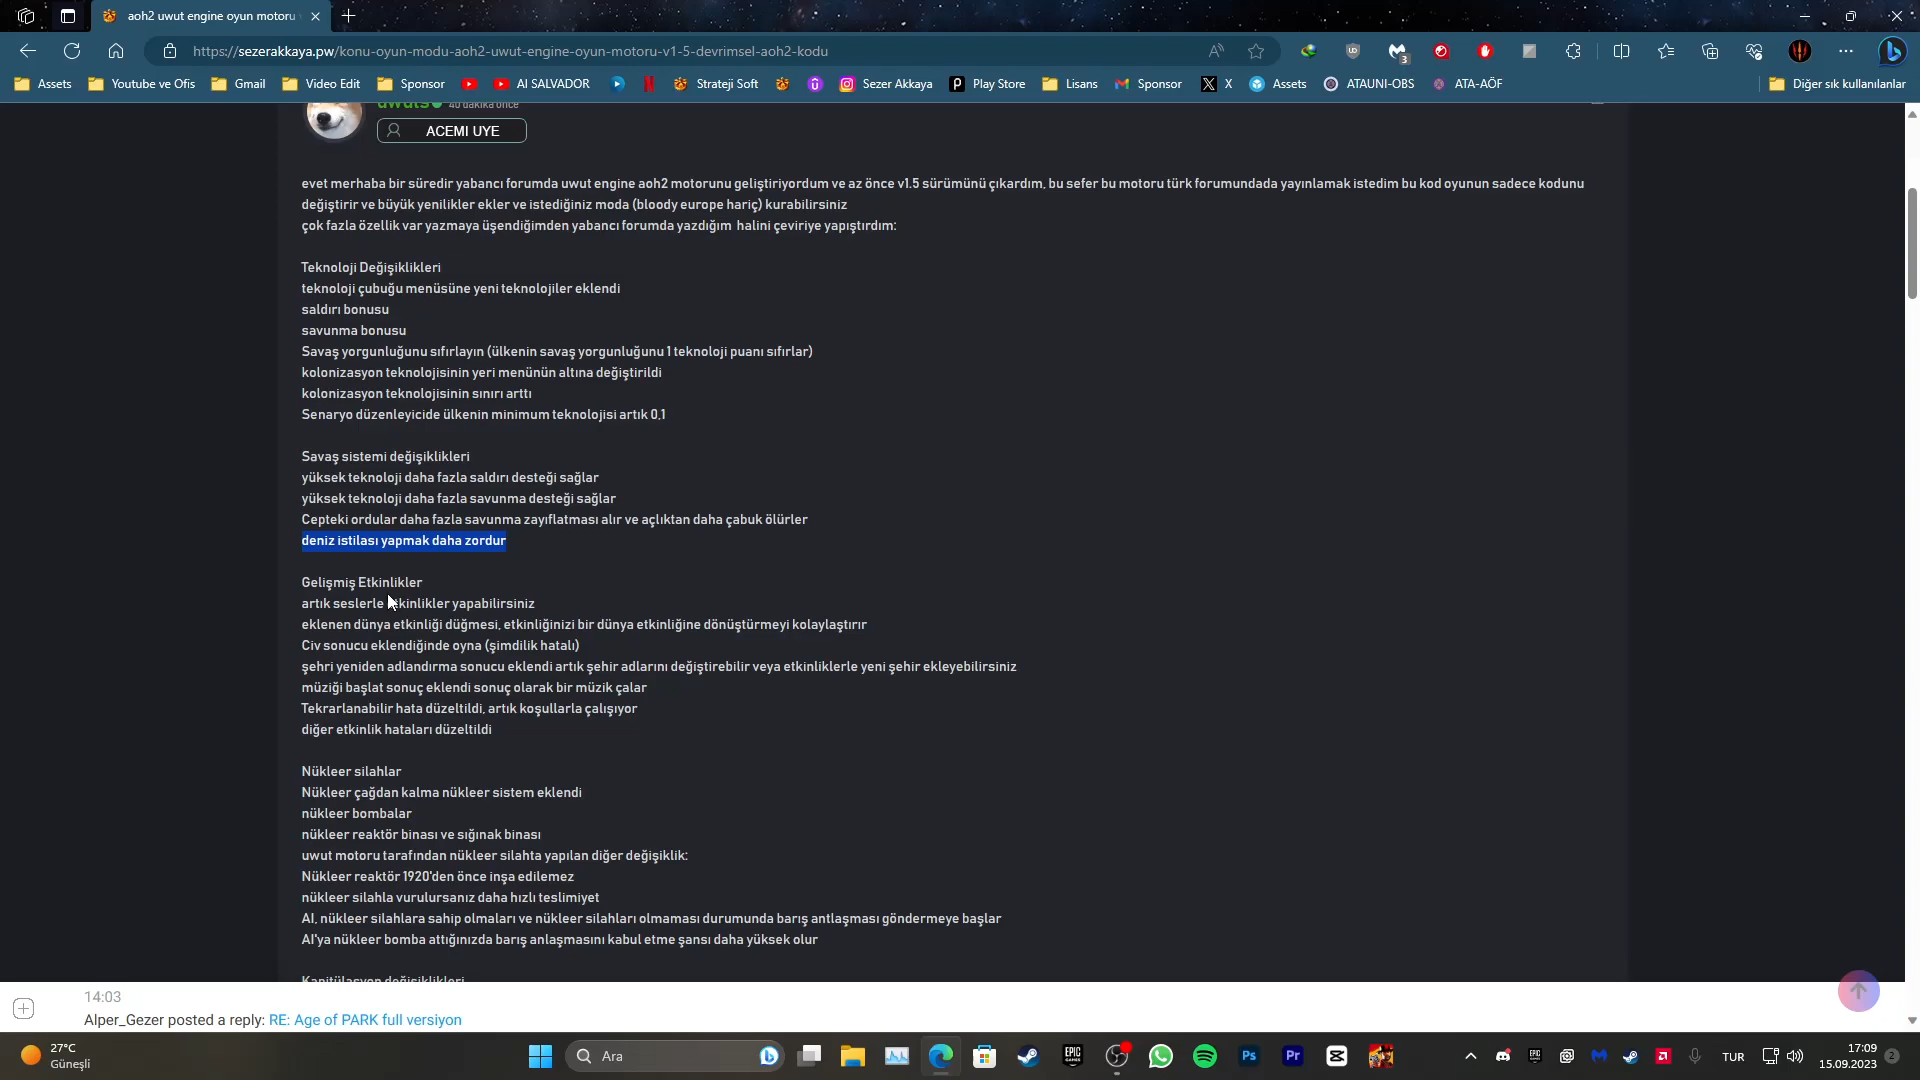 aoh2 uwut engine oyun motoru
https://sezerakkaya.pw/konu-oyun-modu-aoh2-uwut-engine-oyun-motoru-v1-5-devrimsel-aoh2-kodu
3
Assets
Youtube ve Ofis
Gmail
Video Edit
Sponsor
AI SALVADOR
Strateji Soft
Sezer Akkaya
Play Store
Lisans
Sponsor
X
Assets
ATAUNI-OBS
ATA-AÖF
Diğer sık kullanılanlar
40 dakika önce
ACEMI UYE
evet merhaba bir süredir yabancı forumda uwut engine aoh2 motorunu geliştiriyordum ve az önce v1.5 sürümünü çıkardım, bu sefer bu motoru türk forumundada yayınlamak istedim bu kod oyunun sadece kodunu
değiştirir ve büyük yenilikler ekler ve istediğiniz moda (bloody europe hariç) kurabilirsiniz
çok fazla özellik var yazmaya üşendiğimden yabancı forumda yazdığım halini çeviriye yapıştırdım:
Teknoloji Değişiklikleri
teknoloji çubuğu menüsüne yeni teknolojiler eklendi
saldırı bonusu
savunma bonusu
Savaş yorgunluğunu sıfırlayın (ülkenin savaş yorgunluğunu 1 teknoloji puanı sıfırlar)
kolonizasyon teknolojisinin yeri menünün altına değiştirildi
kolonizasyon teknolojisinin sınırı arttı
Senaryo düzenleyicide ülkenin minimum teknolojisi artık 0,1
Savaş sistemi değişiklikleri
yüksek teknoloji daha fazla saldırı desteği sağlar
yüksek teknoloji daha fazla savunma desteği sağlar
Cepteki ordular daha fazla savunma zayıflatması alır ve açlıktan daha çabuk ölürler
deniz istilası yapmak daha zordur
Gelişmiş Etkinlikler
artık seslerle etkinlikler yapabilirsiniz
eklenen dünya etkinliği düğmesi, etkinliğinizi bir dünya etkinliğine dönüştürmeyi kolaylaştırır
Civ sonucu eklendiğinde oyna (şimdilik hatalı)
şehri yeniden adlandırma sonucu eklendi artık şehir adlarını değiştirebilir veya etkinliklerle yeni şehir ekleyebilirsiniz
müziği başlat sonuç eklendi sonuç olarak bir müzik çalar
Tekrarlanabilir hata düzeltildi, artık koşullarla çalışıyor
diğer etkinlik hataları düzeltildi
Nükleer silahlar
Nükleer çağdan kalma nükleer sistem eklendi
nükleer bombalar
nükleer reaktör binası ve sığınak binası
uwut motoru tarafından nükleer silahta yapılan diğer değişiklik:
Nükleer reaktör 1920'den önce inşa edilemez
nükleer silahla vurulursanız daha hızlı teslimiyet
AI, nükleer silahlara sahip olmaları ve nükleer silahları olmaması durumunda barış antlaşması göndermeye başlar
AI'ya nükleer bomba attığınızda barış anlaşmasını kabul etme şansı daha yüksek olur
Kapitülasyon değişiklikleri
14:03
Alper_Gezer posted a reply: RE: Age of PARK full versiyon
27°C
Güneşli
Ara
EPIC GAMES
Ps
Pr
TUR
17:09
15.09.2023
2